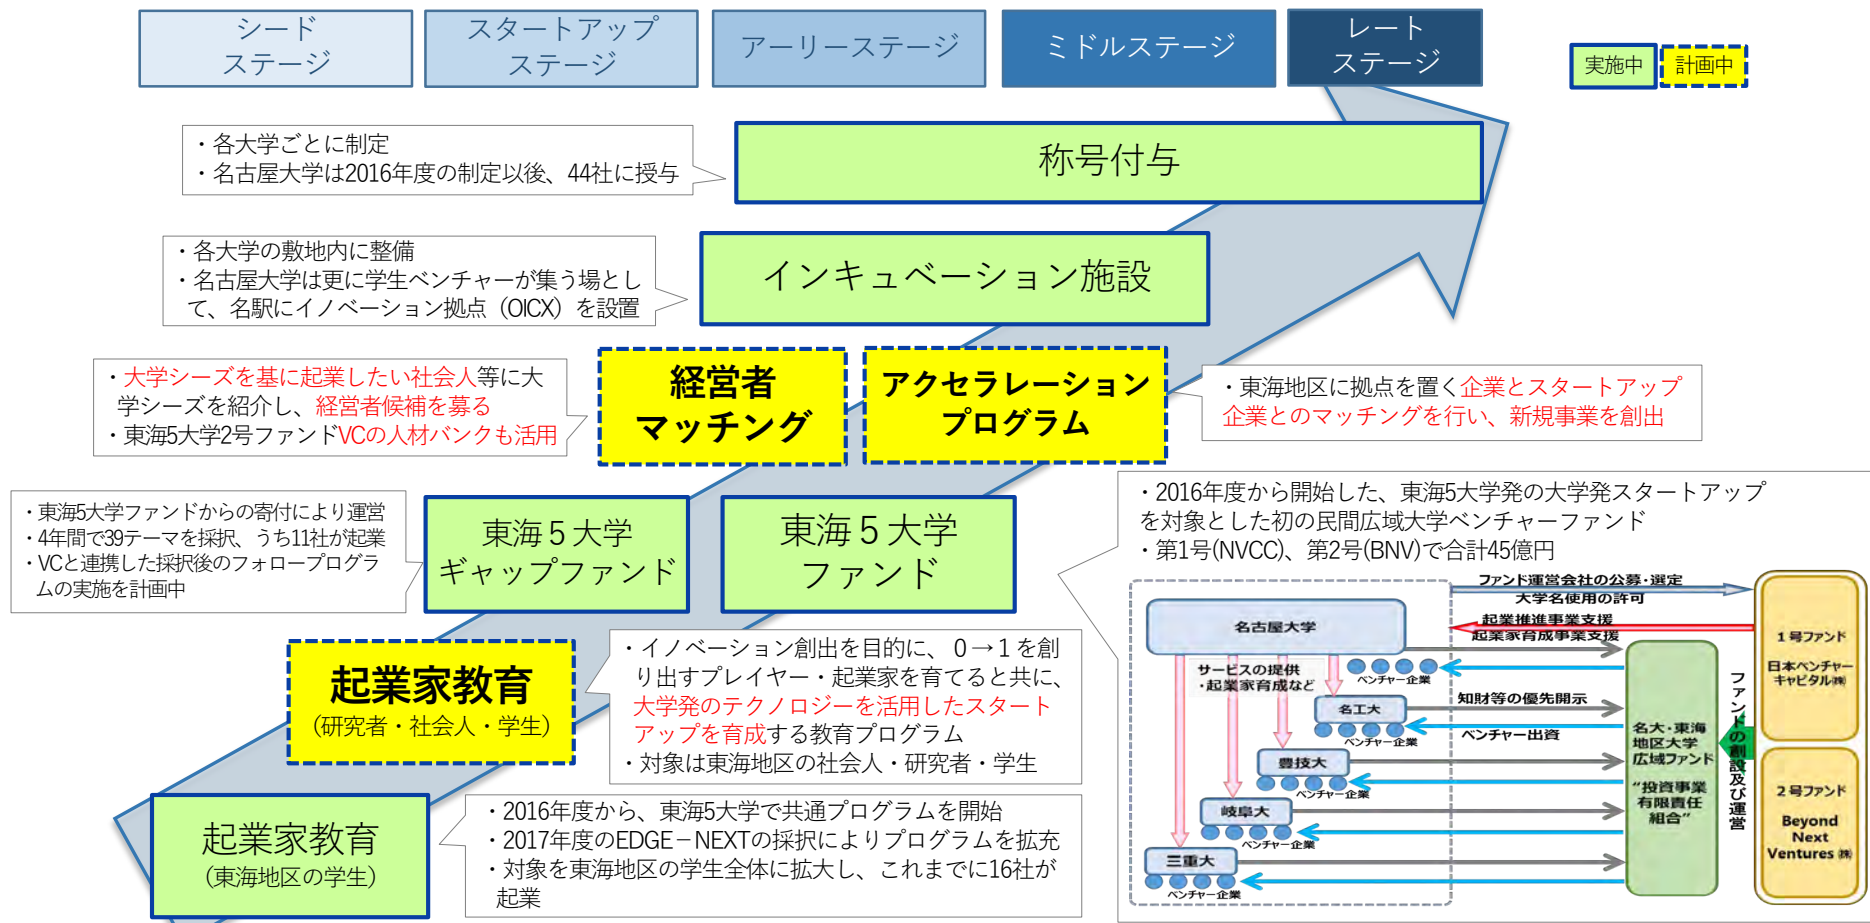 シード
ステージ
スタートアップ
ステージ
アーリーステージ
ミドルステージ
レート
ステージ
実施中
計画中
・各大学ごとに制定
・名古屋大学は2016年度の制定以後、44社に授与
称号付与
・各大学の敷地内に整備
・名古屋大学は更に学生ベンチャーが集う場とし
て、名駅にイノベーション拠点（OICX）を設置
インキュベーション施設
・大学シーズを基に起業したい社会人等に大
学シーズを紹介し、経営者候補を募る
・東海5大学2号ファンドVCの人材バンクも活用
経営者
マッチング
アクセラレーション
プログラム
・東海地区に拠点を置く企業とスタートアップ
企業とのマッチングを行い、新規事業を創出
・東海5大学ファンドからの寄付により運営
・4年間で39テーマを採択、うち11社が起業
・VCと連携した採択後のフォロープログラ
ムの実施を計画中
東海５大学
ギャップファンド
東海５大学
ファンド
・2016年度から開始した、東海5大学発の大学発スタートアップ
を対象とした初の民間広域大学ベンチャーファンド
・第1号(NVCC)、第2号(BNV)で合計45億円
起業家教育
（研究者・社会人・学生）
・イノベーション創出を目的に、０→１を創
り出すプレイヤー・起業家を育てると共に、
大学発のテクノロジーを活用したスタート
アップを育成する教育プログラム
・対象は東海地区の社会人・研究者・学生
起業家教育
（東海地区の学生）
・2016年度から、東海5大学で共通プログラムを開始
・2017年度のEDGE－NEXTの採択によりプログラムを拡充
・対象を東海地区の学生全体に拡大し、これまでに16社が
起業
ファンド運営会社の公募・選定
大学名使用の許可
起業推進事業支援
起業家育成事業支援
名古屋大学
サービスの提供
・起業家育成など
ベンチャー企業
名工大
ベンチャー企業
知財等の優先開示
ベンチャー出資
豊技大
ベンチャー企業
岐阜大
ベンチャー企業
三重大
ベンチャー企業
名大・東海
地区大学
広域ファンド
“投資事業
有限責任
組合”
ファンドの創設及び運営
1号ファンド
日本ベンチャー
キャピタル㈱
2号ファンド
Beyond
Next
Ventures ㈱